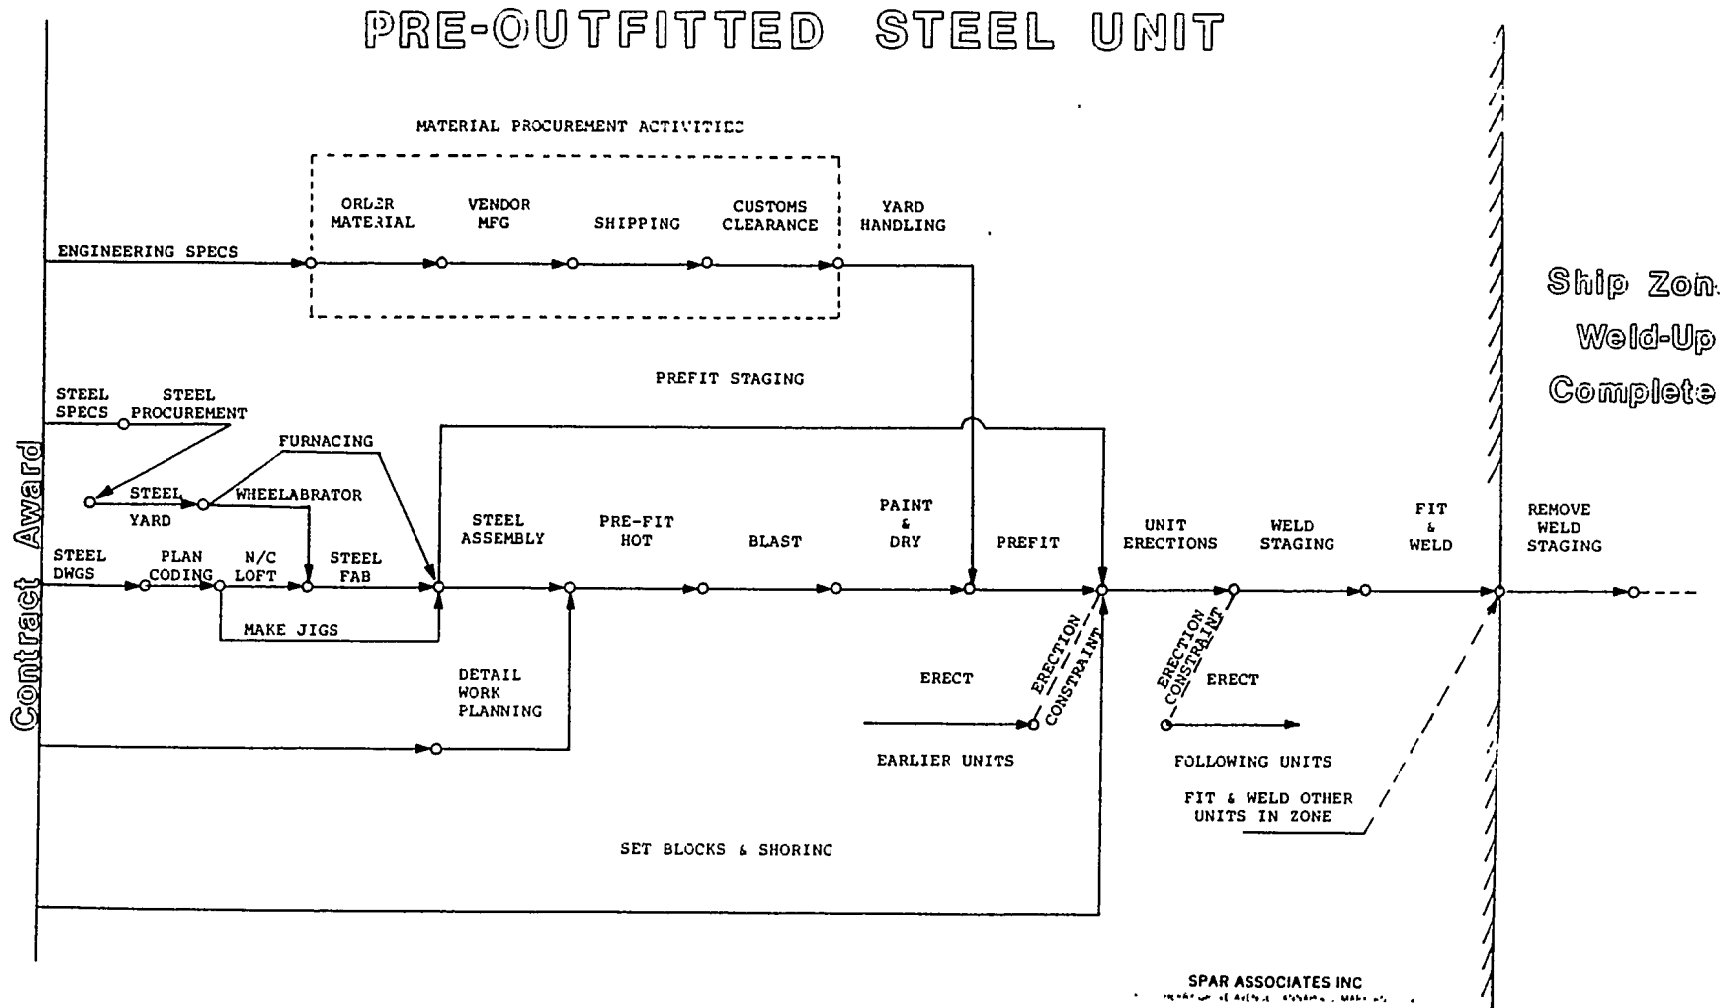 PRE-OUTFITTED STEEL UNIT
MATERIAL PROCUREMENT ACTIVITIES
ORDER
MATERIAL
VENDOR
MFG
SHIPPING
CUSTOMS
CLEARANCE
YARD
HANDLING
ENGINEERING SPECS
Ship Zon
Weld-Up
Complete
PREFIT STAGING
STEEL
SPECS
STEEL
PROCUREMENT
FURNACING
STEEL
YARD
WHEELABRATOR
Contract Award
STEEL
DWGS
PLAN
CODING
N/C
LOFT
STEEL
FAB
STEEL
ASSEMBLY
PRE-FIT
HOT
BLAST
PAINT
&
DRY
PREFIT
UNIT
ERECTIONS
WELD
STAGING
FIT
&
WELD
REMOVE
WELD
STAGING
MAKE JIGS
DETAIL
WORK
PLANNING
ERECT
EARLIER UNITS
ERECTION
CONSTRAINT
ERECTION
CONSTRAINT
ERECT
FOLLOWING UNITS
FIT & WELD OTHER
UNITS IN ZONE
SET BLOCKS & SHORING
SPAR ASSOCIATES INC